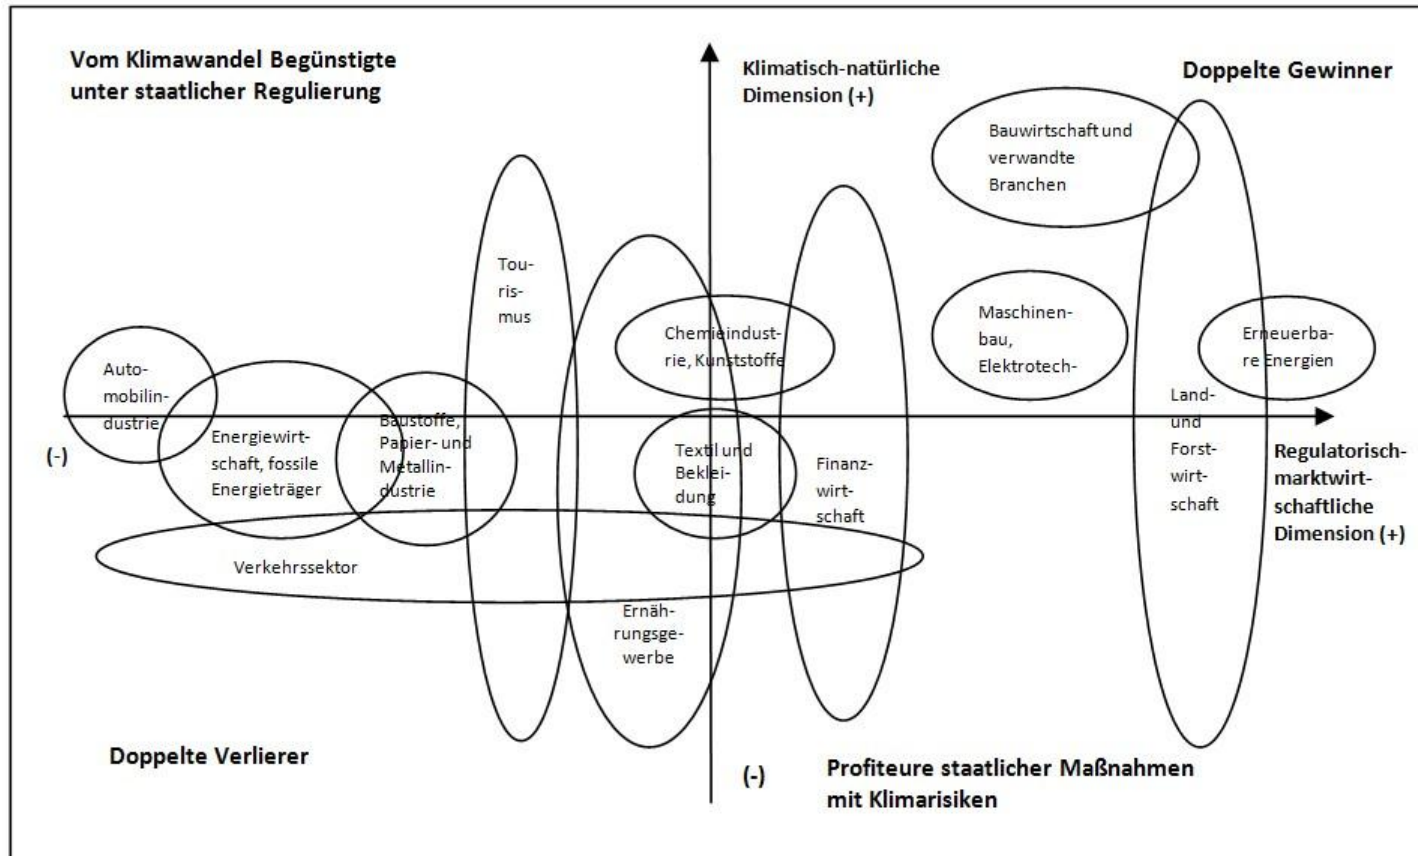 Vom Klimawandel Begünstigte
unter staatlicher Regulierung
Klimatisch-natürliche
Dimension (+)
Doppelte Gewinner
Bauwirtschaft und
verwandte
Branchen
Tou-
ris-
mus
Chemieindust-
rie, Kunststoffe
Maschinen-
bau,
Elektrotech-
Erneuerba-
re Energien
Auto-
mobilin-
dustrie
(-)
Energiewirt-
schaft, fossile
Energieträger
Baustoffe,
Papier- und
Metallin-
dustrie
Textil und
Beklei-
dung
Finanz-
wirt-
schaft
Land-
und
Forst-
wirt-
schaft
Regulatorisch-
marktwirt-
schaftliche
Dimension (+)
Verkehrssektor
Ernäh-
rungsge-
werbe
Doppelte Verlierer
(-)
Profiteure staatlicher Maßnahmen
mit Klimarisiken